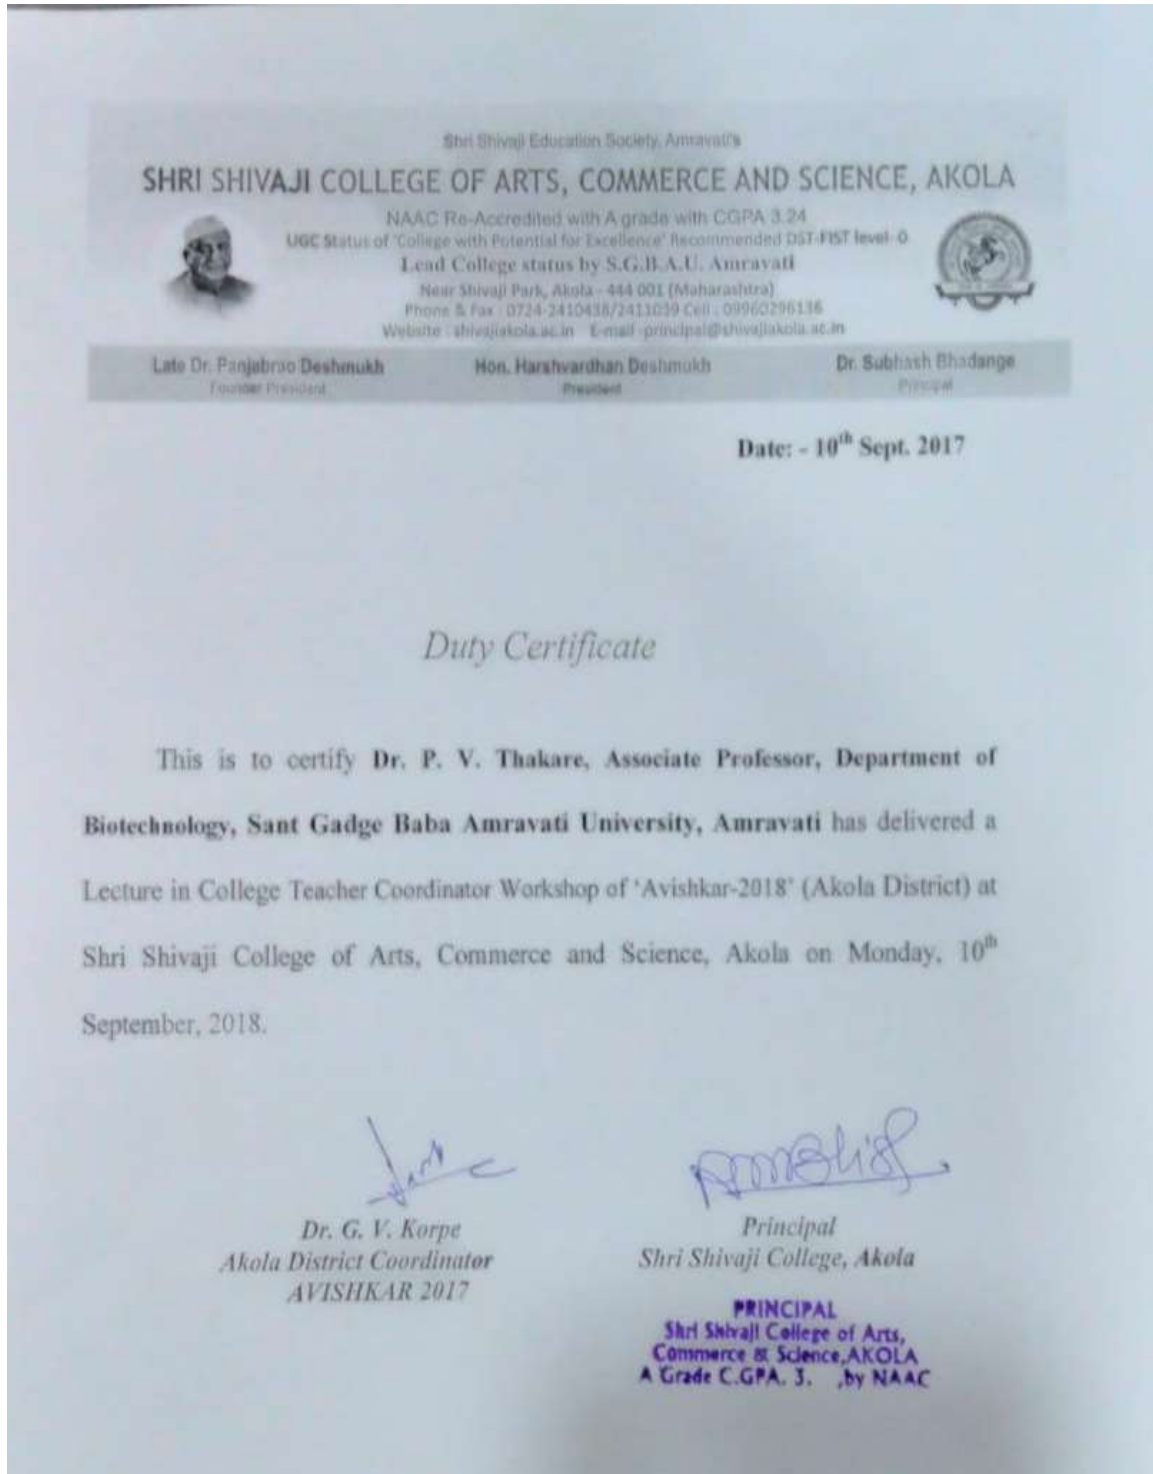 Shri Shivaji Education Society, Amravati's
SHRI SHIVAJI COLLEGE OF ARTS, COMMERCE AND SCIENCE, AKOLA
NAAC Re-Accredited with A grade with CGPA 3.24
UGC Status of 'College with Potential for Excellence' Recommended DST-FIST level- 0
Lead College status by S.G.B.A.U. Amravati
Near Shivaji Park, Akola - 444 001 (Maharashtra)
Phone & Fax : 0724-2410438/2411039 Cell : 09960296136
Website : shivajiakola.ac.in E-mail -principal@shivajiakola.ac.in
Late Dr. Panjabrao Deshmukh Hon. Harshvardhan Deshmukh Dr. Subhash Bhadange
Founder President President Principal
Date: - 10th Sept. 2017
Duty Certificate
This is to certify Dr. P. V. Thakare, Associate Professor, Department of
Biotechnology, Sant Gadge Baba Amravati University, Amravati has delivered a
Lecture in College Teacher Coordinator Workshop of 'Avishkar-2018' (Akola District) at
Shri Shivaji College of Arts, Commerce and Science, Akola on Monday, 10th
September, 2018.
Dr. G. V. Korpe Principal
Akola District Coordinator Shri Shivaji College, Akola
AVISHKAR 2017
PRINCIPAL
Shri Shivaji College of Arts,
Commerce & Science,AKOLA
A Grade C.GPA. 3. ,by NAAC